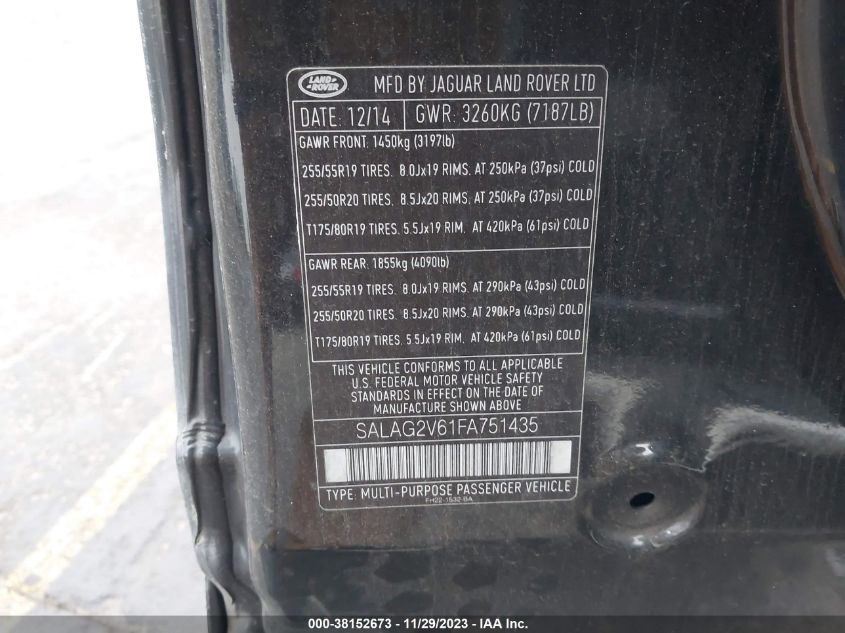 LAND ROVER
MFD BY JAGUAR LAND ROVER LTD
DATE: 12/14 GWR: 3260KG (7187LB)
GAWR FRONT: 1450kg (3197lb)
255/55R19 TIRES. 8.0Jx19 RIMS. AT 250kPa (37psi) COLD
255/50R20 TIRES. 8.5Jx20 RIMS. AT 250kPa (37psi) COLD
T175/80R19 TIRES. 5.5Jx19 RIM. AT 420kPa (61psi) COLD
GAWR REAR: 1855kg (4090lb)
255/55R19 TIRES. 8.0Jx19 RIMS. AT 290kPa (43psi) COLD
255/50R20 TIRES. 8.5Jx20 RIMS. AT 290kPa (43psi) COLD
T175/80R19 TIRES. 5.5Jx19 RIM. AT 420kPa (61psi) COLD
THIS VEHICLE CONFORMS TO ALL APPLICABLE
U.S. FEDERAL MOTOR VEHICLE SAFETY
STANDARDS IN EFFECT ON THE DATE OF
MANUFACTURE SHOWN ABOVE
SALAG2V61FA751435
TYPE: MULTI-PURPOSE PASSENGER VEHICLE
FH22-1532-BA
000-38152673 - 11/29/2023 - IAA Inc.